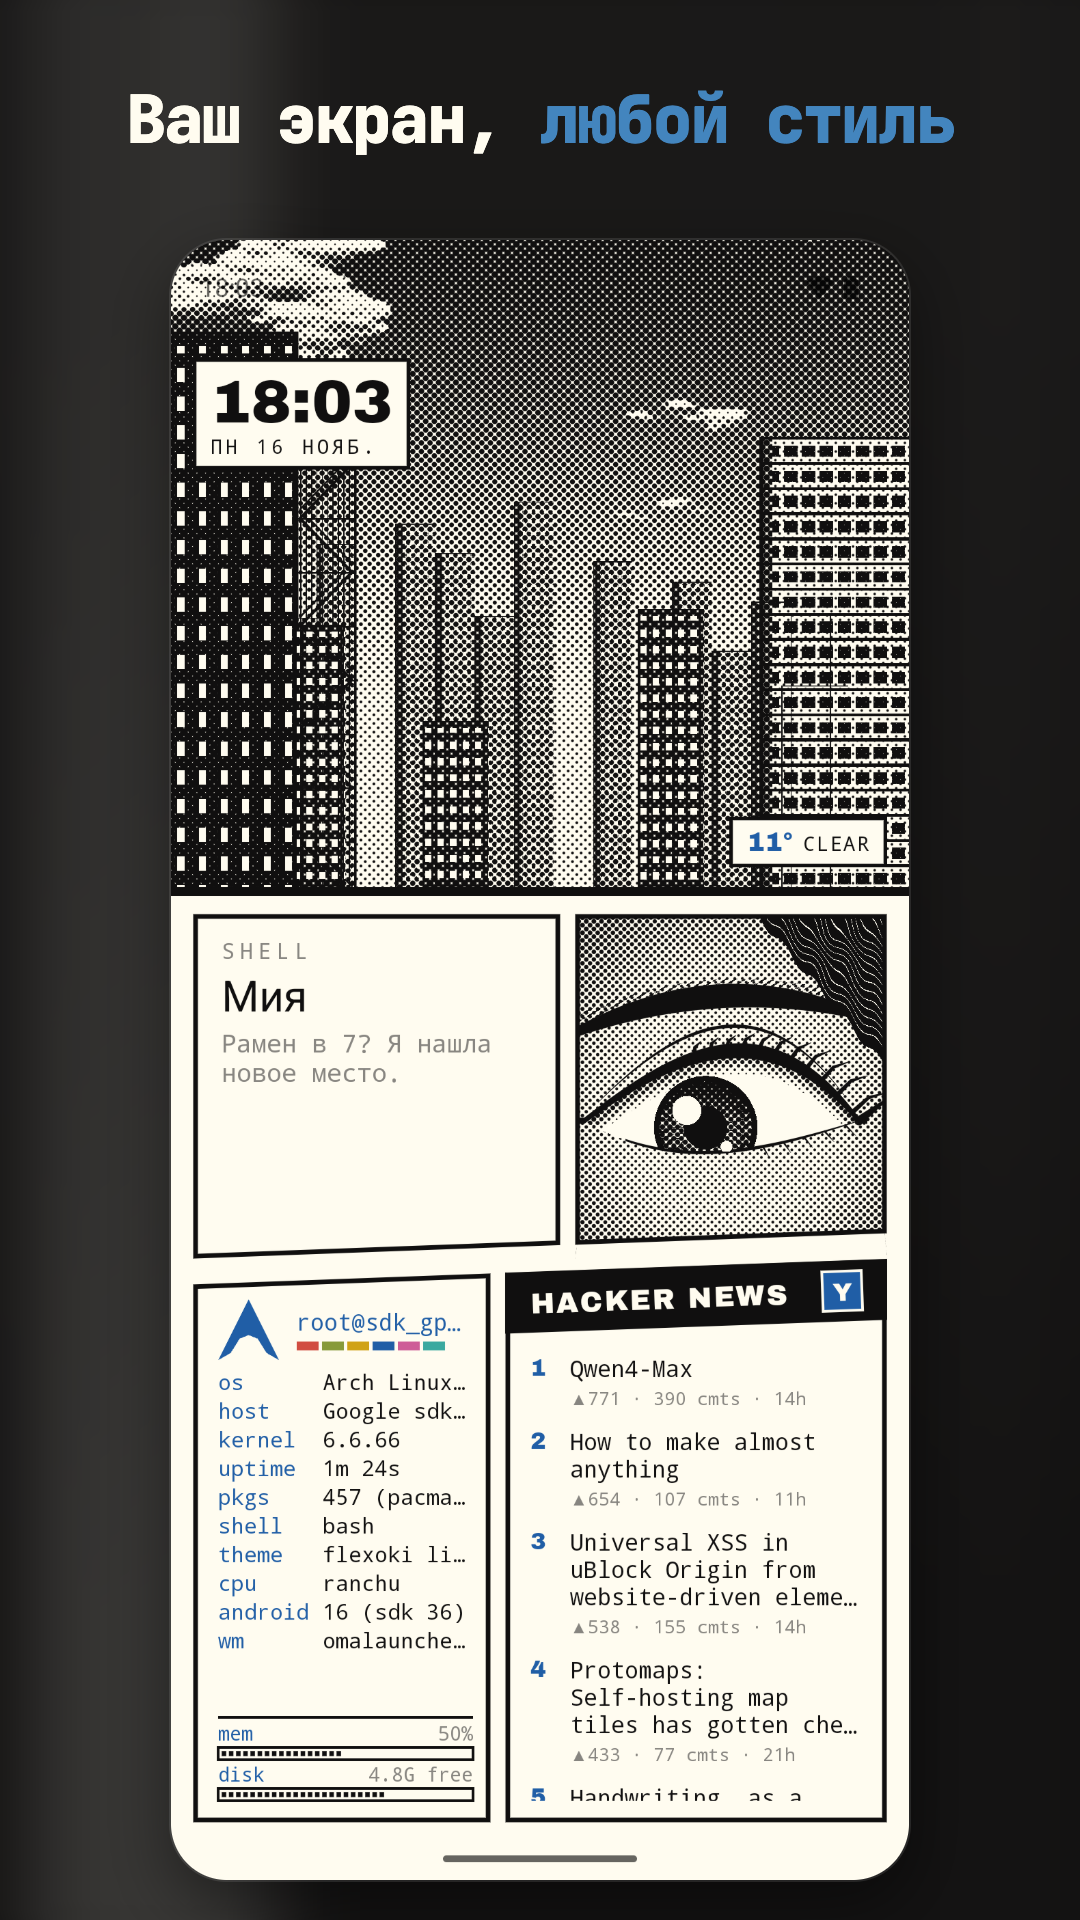 Ваш экран, любой стиль
18:03
ПН 16 НОЯБ.
11° CLEAR
SHELL
Мия
Рамен в 7? Я нашла
новое место.
root@sdk_gp…
os Arch Linux…
host Google sdk…
kernel 6.6.66
uptime 1m 24s
pkgs 457 (pacma…
shell bash
theme flexoki li…
cpu ranchu
android 16 (sdk 36)
wm omalaunche…
mem 50%
disk 4.8G free
HACKER NEWS Y
1 Qwen4-Max
▲771 · 390 cmts · 14h
2 How to make almost
anything
▲654 · 107 cmts · 11h
3 Universal XSS in
uBlock Origin from
website-driven eleme…
▲538 · 155 cmts · 14h
4 Protomaps:
Self-hosting map
tiles has gotten che…
▲433 · 77 cmts · 21h
5 Handwriting, as a